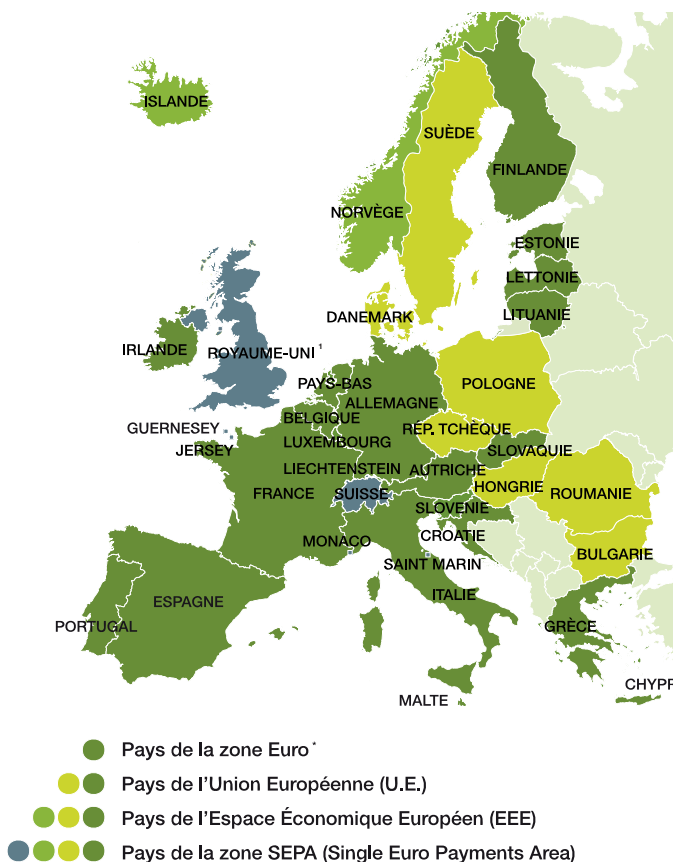 ISLANDE
SUÈDE
FINLANDE
NORVÈGE
ESTONIE
LETTONIE
LITUANIE
DANEMARK
IRLANDE
ROYAUME-UNI ¹
PAYS-BAS
POLOGNE
ALLEMAGNE
BELGIQUE
GUERNESEY
RÉP. TCHÈQUE
JERSEY
LUXEMBOURG
SLOVAQUIE
LIECHTENSTEIN
AUTRICHE
FRANCE
SUISSE
HONGRIE
ROUMANIE
SLOVENIE
MONACO
CROATIE
BULGARIE
SAINT MARIN
ESPAGNE
ITALIE
PORTUGAL
GRÈCE
MALTE
CHYPR
Pays de la zone Euro*
Pays de l'Union Européenne (U.E.)
Pays de l'Espace Économique Européen (EEE)
Pays de la zone SEPA (Single Euro Payments Area)